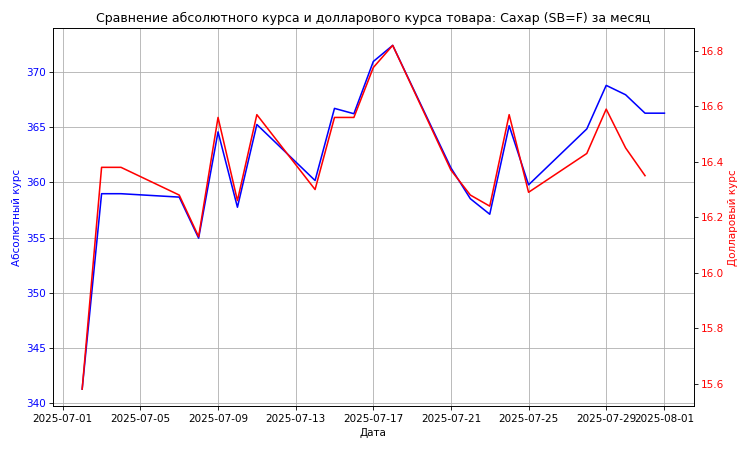 Сравнение абсолютного курса и долларового курса товара: Сахар (SB=F) за месяц
Абсолютный курс
370
365
360
355
350
345
340
16.8
16.6
16.4
16.2
16.0
15.8
15.6
Долларовый курс
2025-07-01 2025-07-05 2025-07-09 2025-07-13 2025-07-17 2025-07-21 2025-07-25 2025-07-29 2025-08-01
Дата